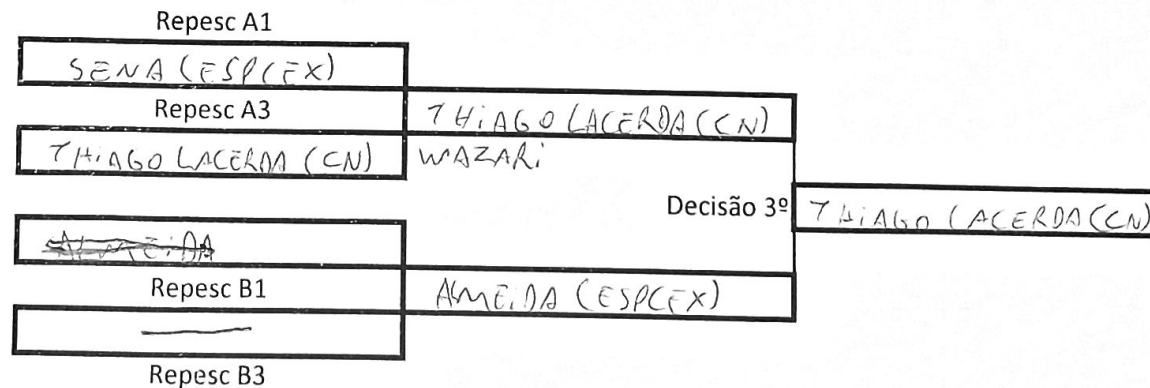 Repesc A1
SENA (ESPCEX)
Repesc A3
THIAGO LACERDA (CN)
THIAGO LACERDA (CN)
WAZARI
Decisão 3º
THIAGO LACERDA (CN)
ALMEIDA
Repesc B1
ALMEIDA (ESPCEX)
Repesc B3